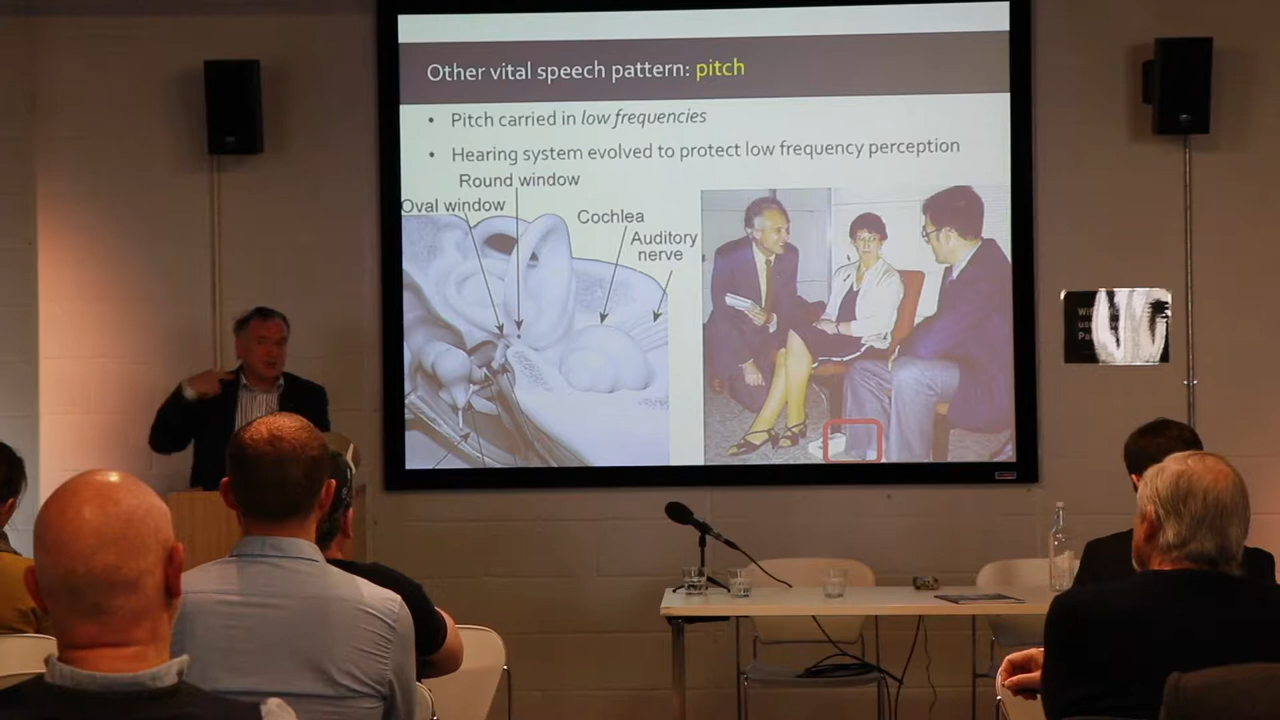 Other vital speech pattern: pitch
• Pitch carried in low frequencies
• Hearing system evolved to protect low frequency perception
Round window
Oval window
Cochlea
Auditory
nerve